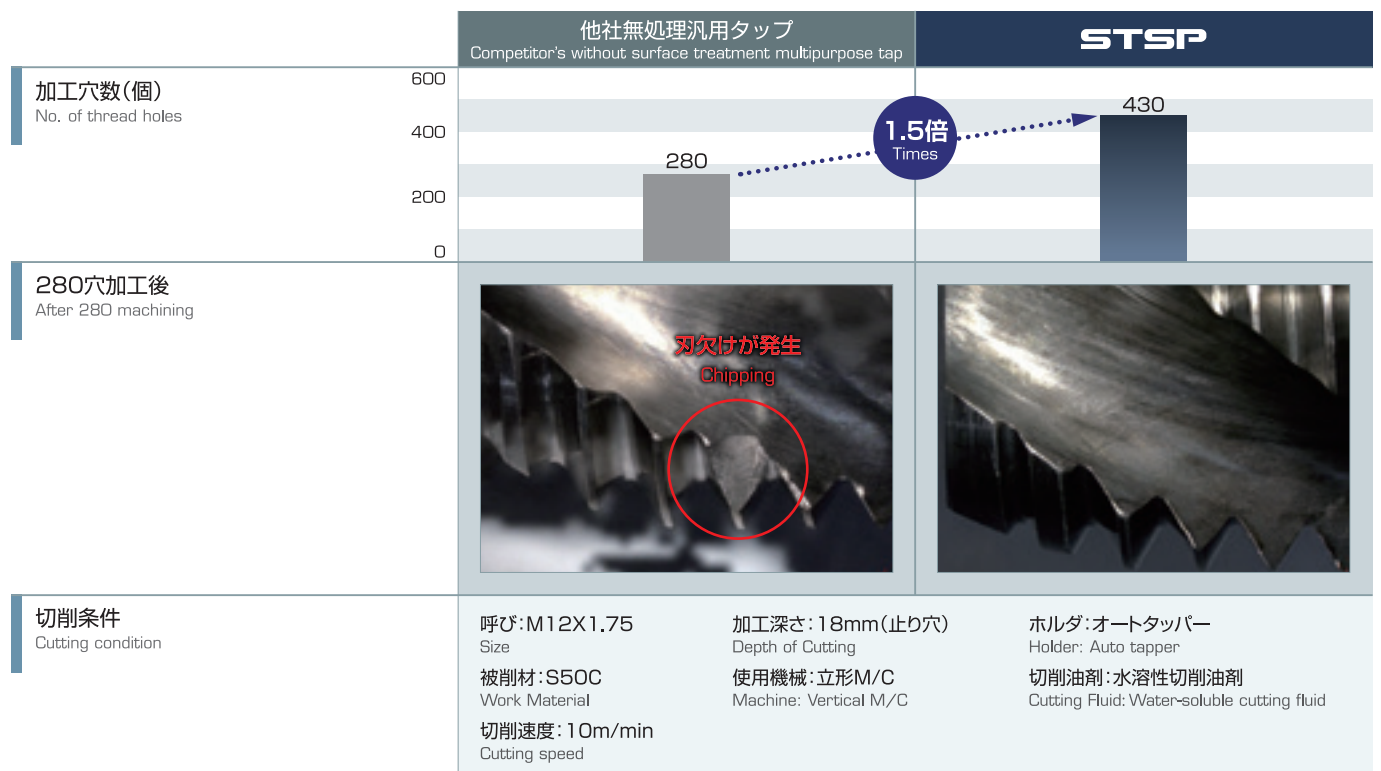 他社無処理汎用タップ
Competitor's without surface treatment multipurpose tap
STSP
加工穴数(個)
No. of thread holes
600
400
200
0
280
1.5倍
Times
430
280穴加工後
After 280 machining
刃欠けが発生
Chipping
切削条件
Cutting condition
呼び:M12X1.75
Size
加工深さ:18mm(止り穴)
Depth of Cutting
ホルダ:オートタッパー
Holder: Auto tapper
被削材:S50C
Work Material
使用機械:立形M/C
Machine: Vertical M/C
切削油剤:水溶性切削油剤
Cutting Fluid: Water-soluble cutting fluid
切削速度:10m/min
Cutting speed